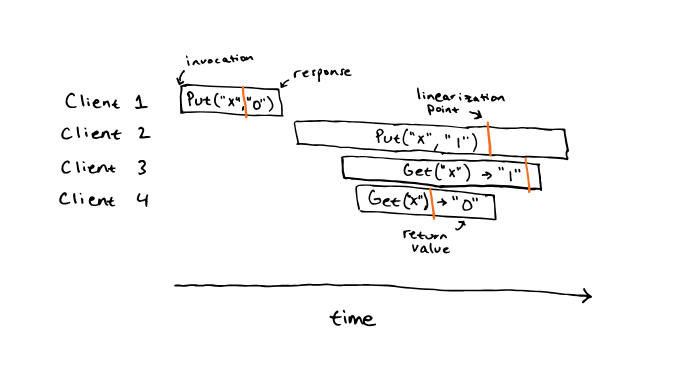 invocation
response
Client 1
Put("x","0")
linearization
point
Client 2
Put("x", "1")
Client 3
Get("x") → "1"
Client 4
Get("x") → "0"
return
value
time